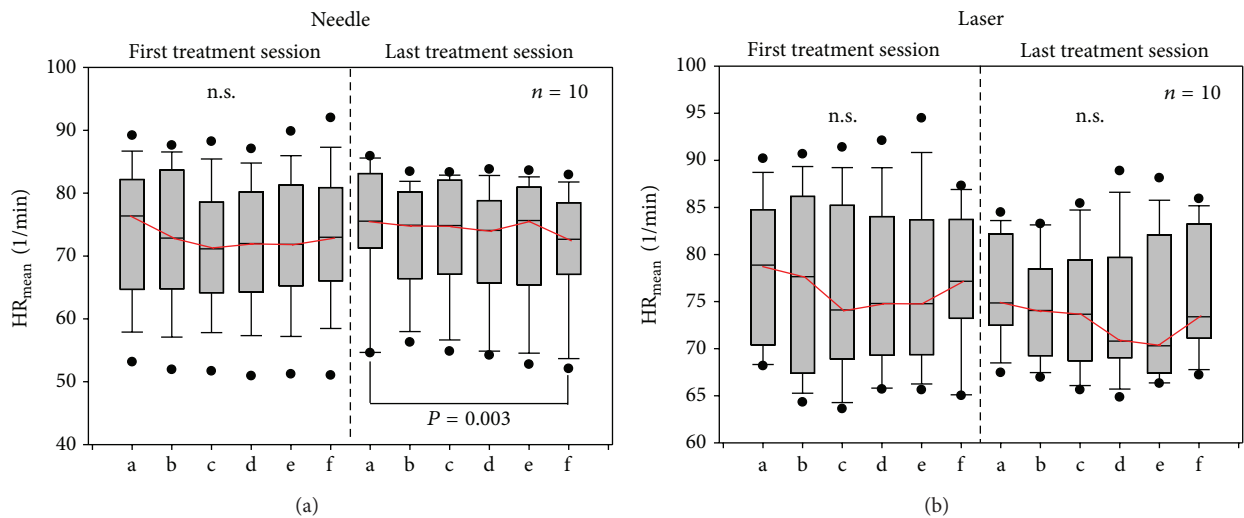 Needle
First treatment session
Last treatment session
100
90
80
70
60
50
40
HRmean (1/min)
n.s.
n = 10
P = 0.003
a b c d e f a b c d e f
(a)
Laser
First treatment session
Last treatment session
100
95
90
85
80
75
70
65
60
HRmean (1/min)
n.s.
n.s.
n = 10
a b c d e f a b c d e f
(b)